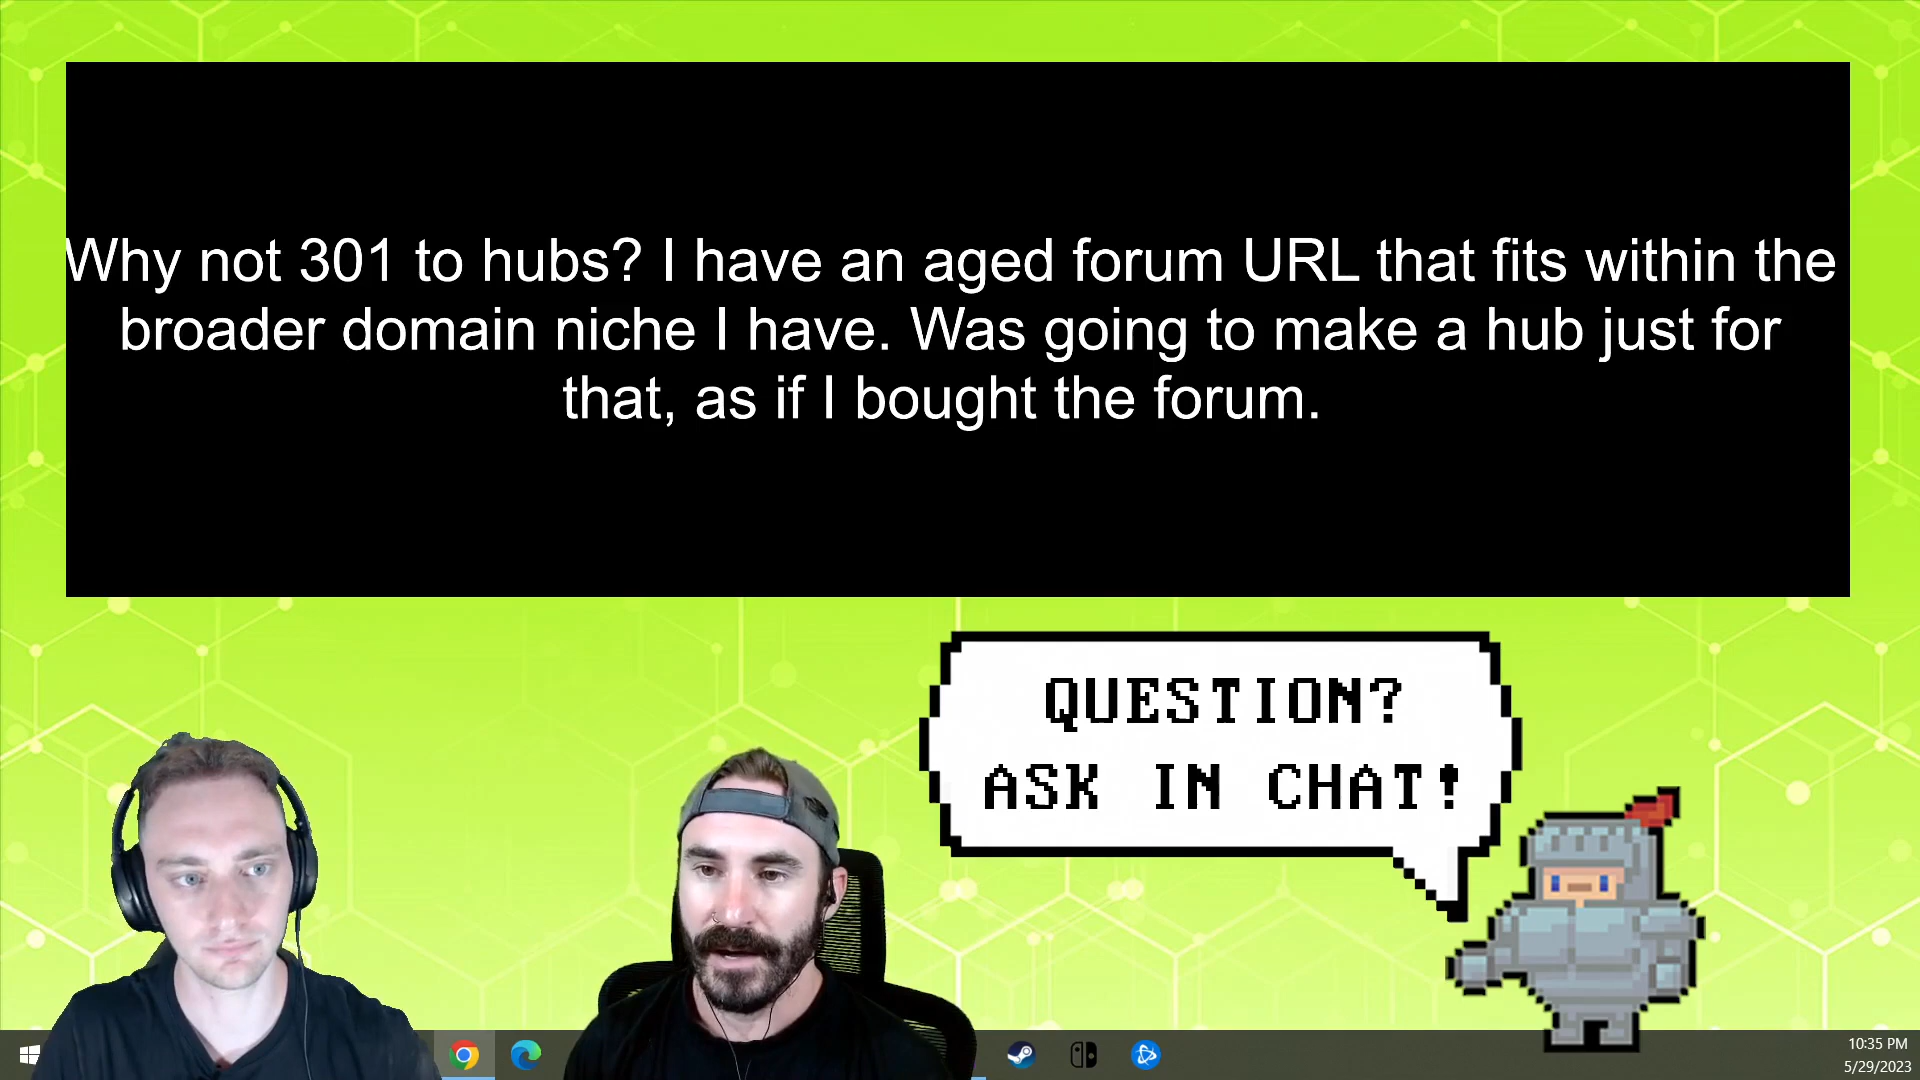 Why not 301 to hubs? I have an aged forum URL that fits within the
broader domain niche I have. Was going to make a hub just for
that, as if I bought the forum.
QUESTION?
ASK IN CHAT!
10:35 PM
5/29/2023